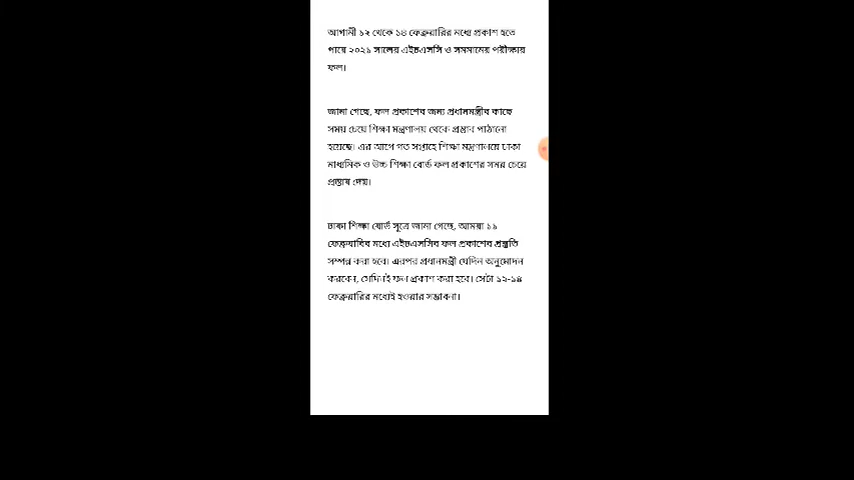 আগামী ১২ থেকে ১৪ ফেব্রুয়ারির মধ্যে প্রকাশ হতে
পারে ২০২১ সালের এইচএসসি ও সমমানের পরীক্ষার
ফল।
জানা গেছে, ফল প্রকাশের জন্য প্রধানমন্ত্রীর কাছে
সময় চেয়ে শিক্ষা মন্ত্রণালয় থেকে প্রস্তাব পাঠানো
হয়েছে। এর আগে গত সপ্তাহে শিক্ষা মন্ত্রণালয়ে ঢাকা
মাধ্যমিক ও উচ্চ শিক্ষা বোর্ড ফল প্রকাশের সময় চেয়ে
প্রস্তাব দেয়।
ঢাকা শিক্ষা বোর্ড সূত্রে জানা গেছে, আমরা ১১
ফেব্রুয়ারির মধ্যে এইচএসসির ফল প্রকাশের প্রস্তুতি
সম্পন্ন করা হবে। এরপর প্রধানমন্ত্রী যেদিন অনুমোদন
করবেন, সেদিনই ফল প্রকাশ করা হবে। সেটা ১২-১৪
ফেব্রুয়ারির মধ্যেই হওয়ার সম্ভাবনা।